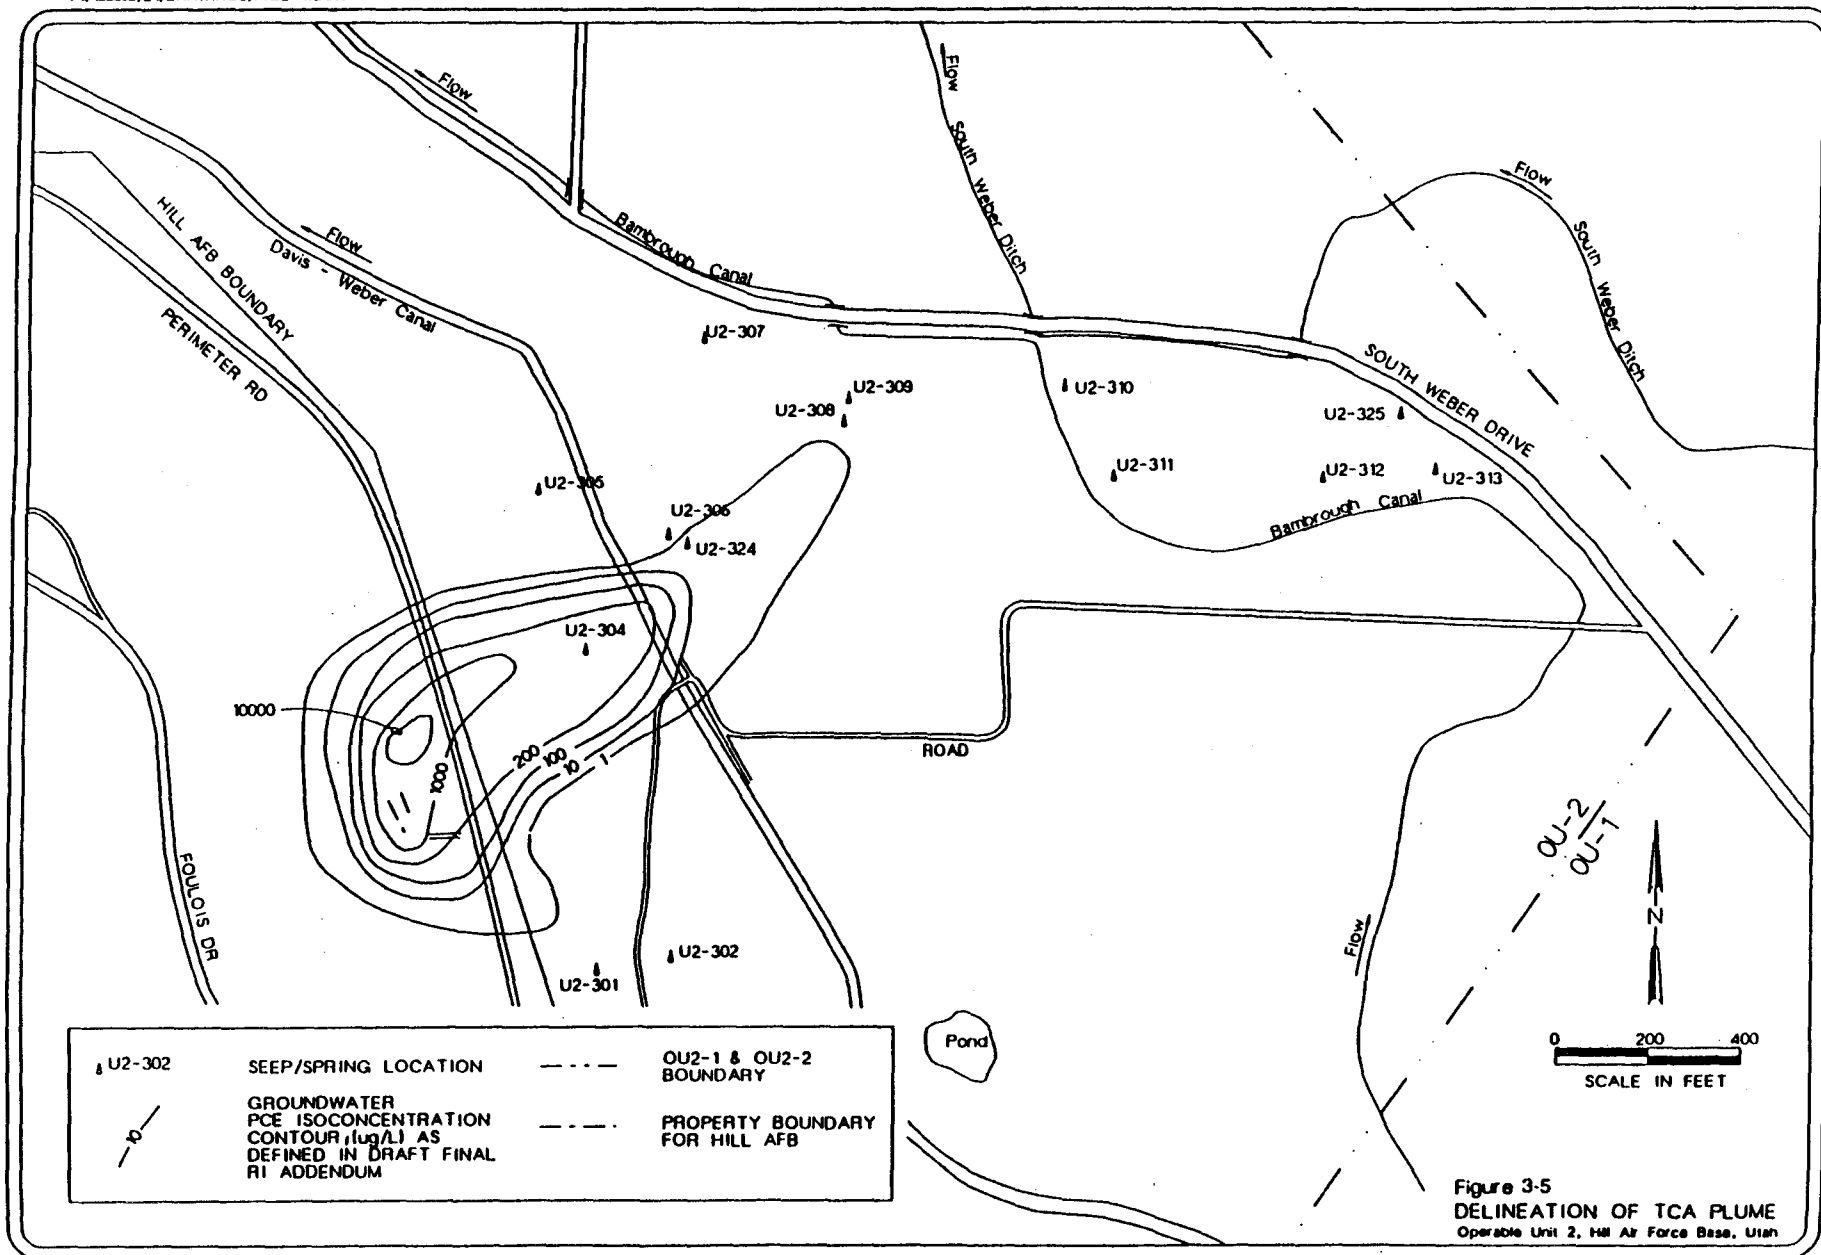 Flow
Flow
South Weber Ditch
Flow
South Weber Ditch
HILL AFB BOUNDARY
Flow
Davis - Weber Canal
Bambrough Canal
PERIMETER RD
U2-307
SOUTH WEBER DRIVE
U2-309
U2-308
U2-310
U2-325
U2-311
U2-312
U2-313
U2-305
Bambrough Canal
U2-306
U2-324
U2-304
10000
ROAD
200
100
10
1
1000
OU-2
OU-1
FOULOIS DR
N
Flow
U2-302
U2-301
Pond
0 200 400
SCALE IN FEET
U2-302
SEEP/SPRING LOCATION
10
GROUNDWATER
PCE ISOCONCENTRATION
CONTOUR, (ug/L) AS
DEFINED IN DRAFT FINAL
RI ADDENDUM
OU2-1 & OU2-2
BOUNDARY
PROPERTY BOUNDARY
FOR HILL AFB
Figure 3-5
DELINEATION OF TCA PLUME
Operable Unit 2, Hill Air Force Base, Utah